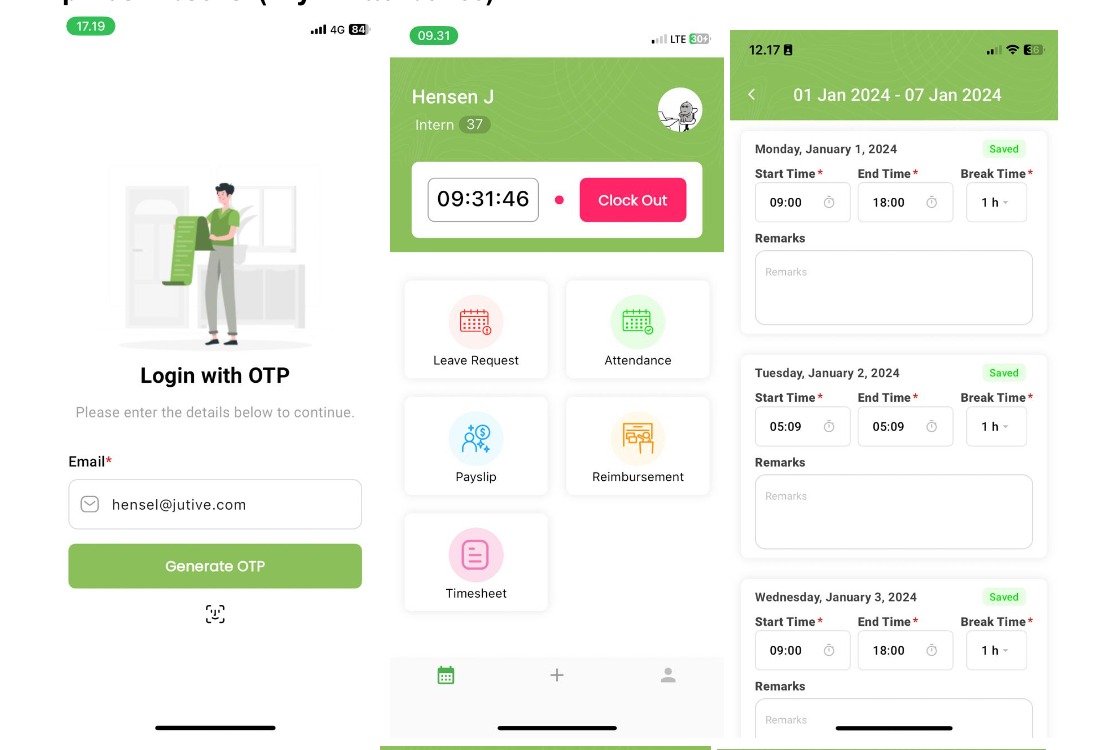 17.19
4G 84
Login with OTP
Please enter the details below to continue.
Email*
hensel@jutive.com
Generate OTP
09.31
LTE 30
Hensen J
Intern 37
09:31:46
Clock Out
Leave Request
Attendance
Payslip
Reimbursement
Timesheet
12.17
36
01 Jan 2024 - 07 Jan 2024
Monday, January 1, 2024 Saved
Start Time* End Time* Break Time*
09:00 18:00 1 h
Remarks
Remarks
Tuesday, January 2, 2024 Saved
Start Time* End Time* Break Time*
05:09 05:09 1 h
Remarks
Remarks
Wednesday, January 3, 2024 Saved
Start Time* End Time* Break Time*
09:00 18:00 1 h
Remarks
Remarks